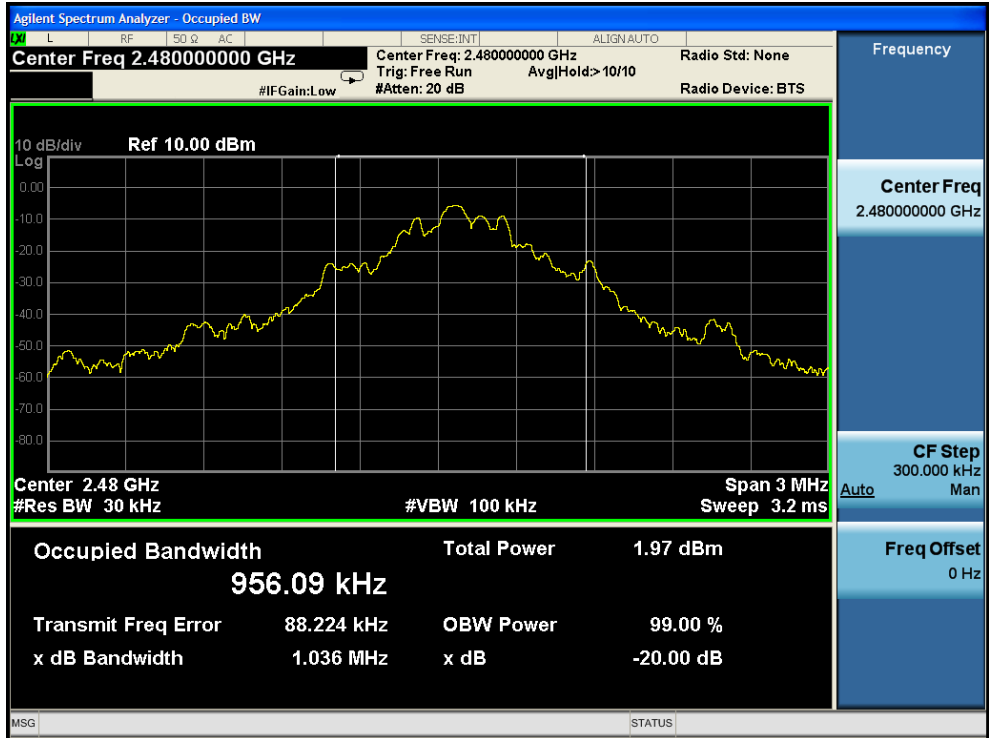 Agilent Spectrum Analyzer - Occupied BW
LXI L RF 50 Ω AC SENSE:INT ALIGN AUTO
Center Freq 2.480000000 GHz
Center Freq: 2.480000000 GHz Radio Std: None
Trig: Free Run Avg|Hold:> 10/10
#IFGain:Low #Atten: 20 dB Radio Device: BTS
10 dB/div Ref 10.00 dBm
Log
0.00
-10.0
-20.0
-30.0
-40.0
-50.0
-60.0
-70.0
-80.0
Center 2.48 GHz Span 3 MHz
#Res BW 30 kHz #VBW 100 kHz Sweep 3.2 ms
Occupied Bandwidth Total Power 1.97 dBm
956.09 kHz
Transmit Freq Error 88.224 kHz OBW Power 99.00 %
x dB Bandwidth 1.036 MHz x dB -20.00 dB
Frequency
Center Freq
2.480000000 GHz
CF Step
300.000 kHz
Auto Man
Freq Offset
0 Hz
MSG STATUS